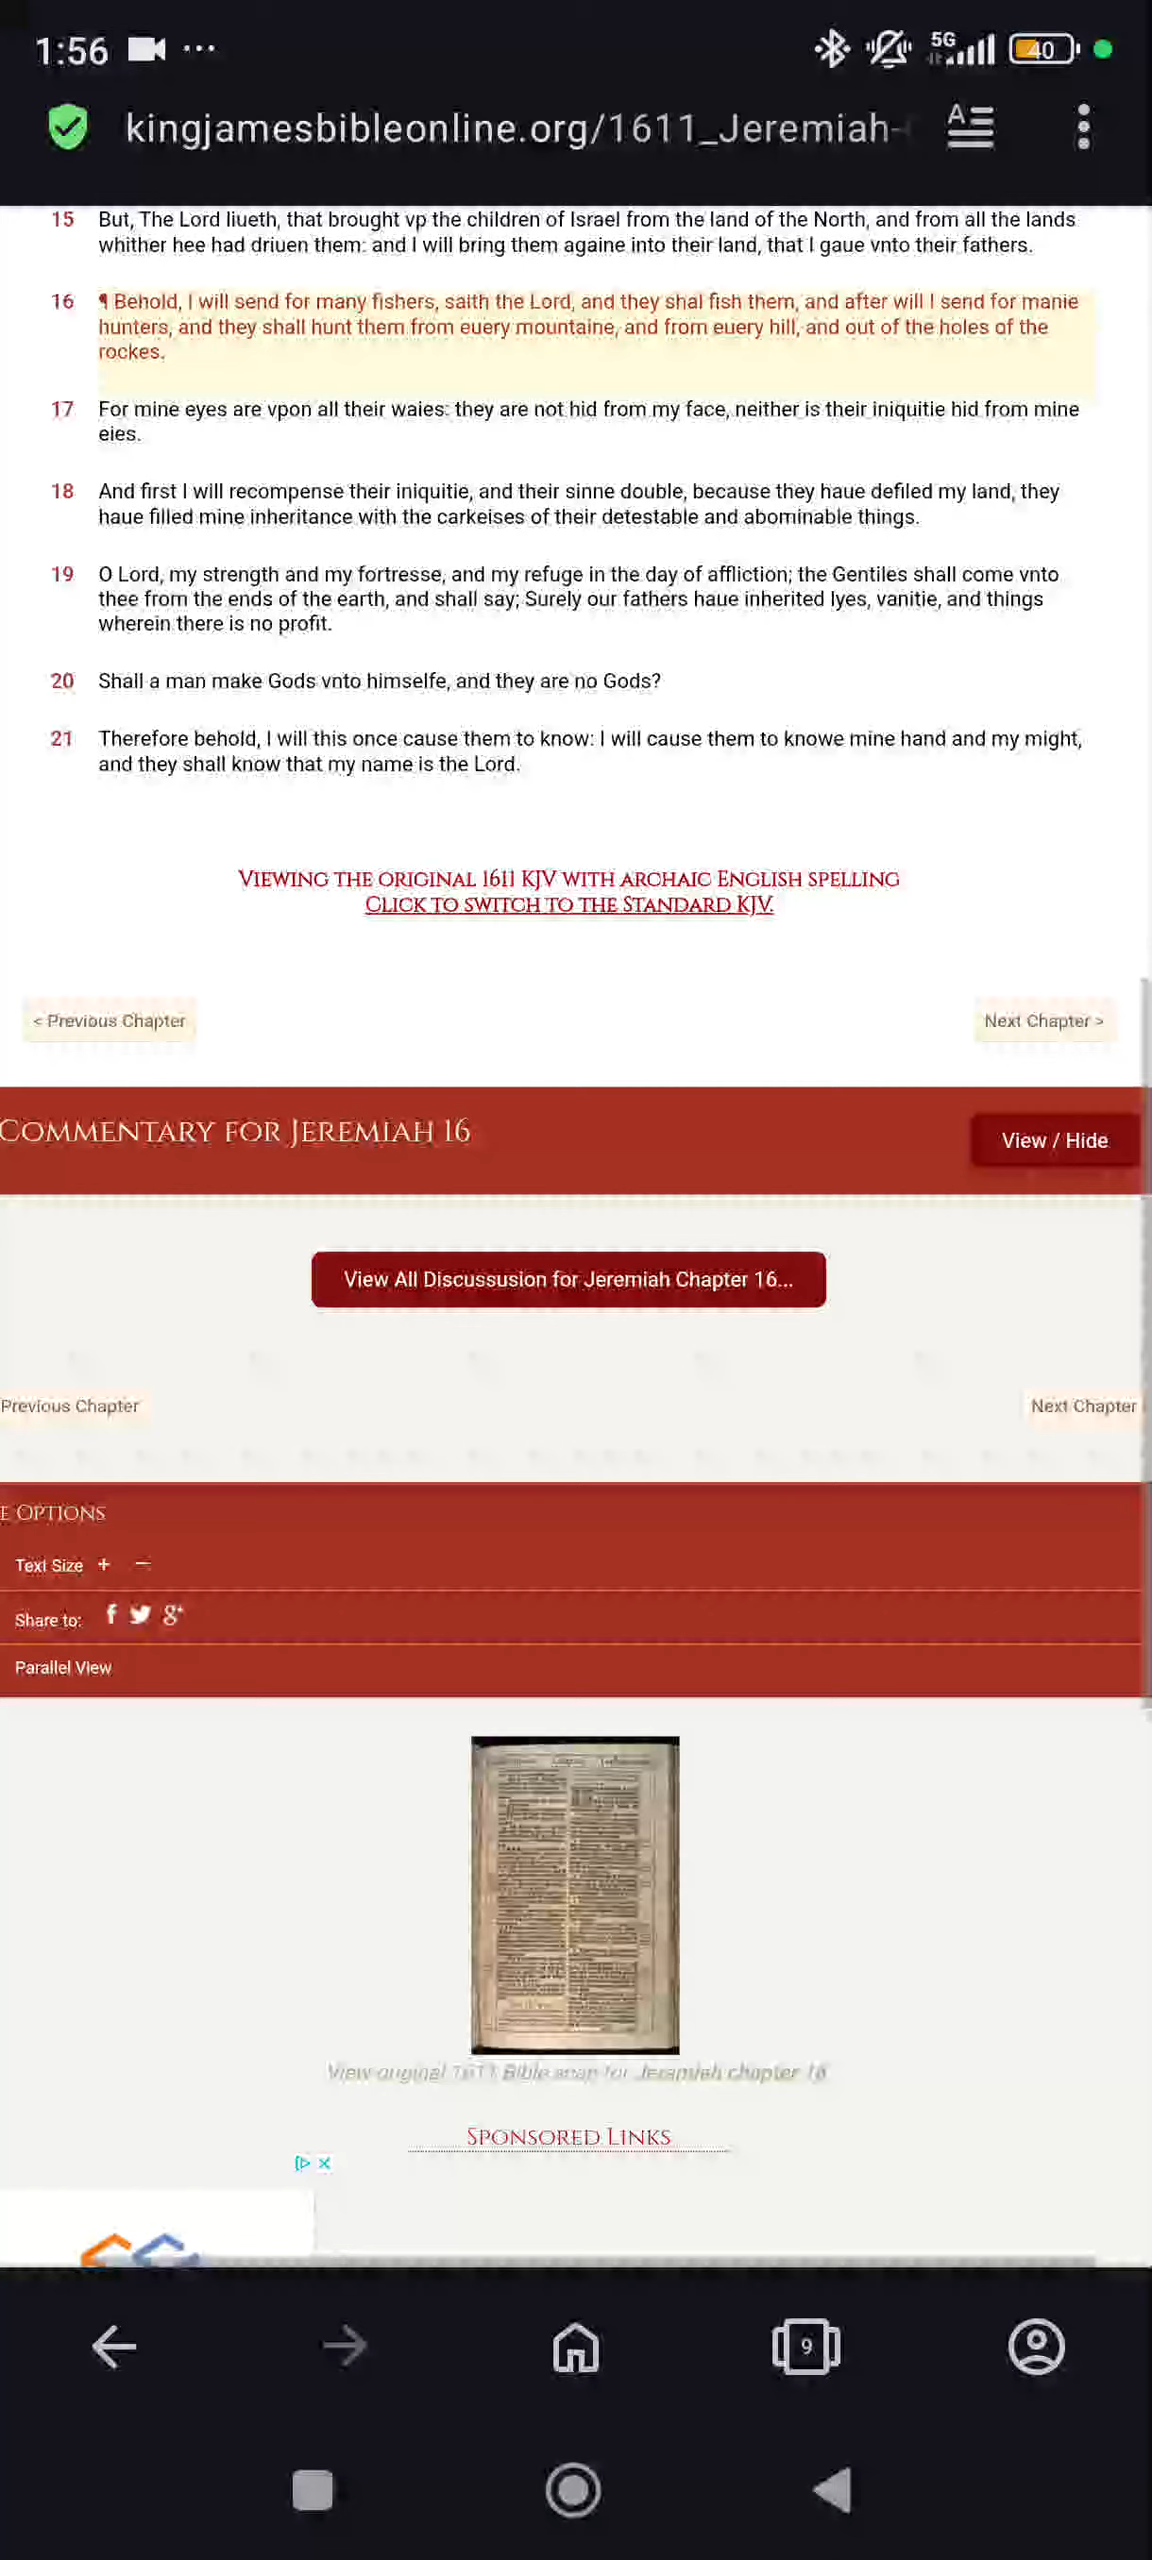 1:56 ...
5G
40
kingjamesbibleonline.org/1611_Jeremiah-
15 But, The Lord liueth, that brought vp the children of Israel from the land of the North, and from all the lands
whither hee had driuen them: and I will bring them againe into their land, that I gaue vnto their fathers.
16 ¶ Behold, I will send for many fishers, saith the Lord, and they shal fish them, and after will I send for manie
hunters, and they shall hunt them from euery mountaine, and from euery hill, and out of the holes of the
rockes.
17 For mine eyes are vpon all their waies: they are not hid from my face, neither is their iniquitie hid from mine
eies.
18 And first I will recompense their iniquitie, and their sinne double, because they haue defiled my land, they
haue filled mine inheritance with the carkeises of their detestable and abominable things.
19 O Lord, my strength and my fortresse, and my refuge in the day of affliction; the Gentiles shall come vnto
thee from the ends of the earth, and shall say; Surely our fathers haue inherited lyes, vanitie, and things
wherein there is no profit.
20 Shall a man make Gods vnto himselfe, and they are no Gods?
21 Therefore behold, I will this once cause them to know: I will cause them to knowe mine hand and my might,
and they shall know that my name is the Lord.
Viewing the original 1611 KJV with archaic English spelling
Click to switch to the Standard KJV.
< Previous Chapter
Next Chapter >
Commentary for Jeremiah 16
View / Hide
View All Discussusion for Jeremiah Chapter 16...
Previous Chapter
Next Chapter
E Options
Text Size + −
Share to: f g+
Parallel View
View original 1611 Bible scan for Jeremiah chapter 16
Sponsored Links
9